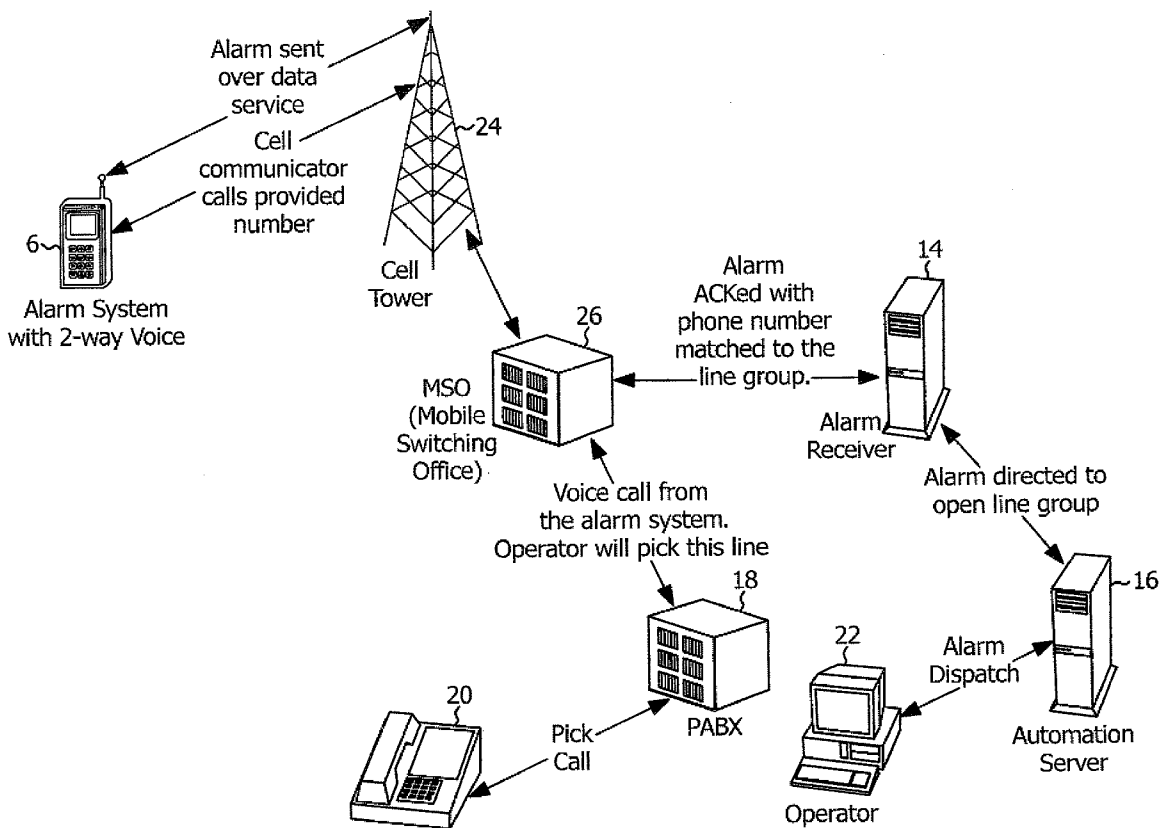 Alarm sent
over data
service
Cell
communicator
calls provided
number
24
6
Alarm System
with 2-way Voice
Cell
Tower
26
MSO
(Mobile
Switching
Office)
Alarm
ACKed with
phone number
matched to the
line group.
14
Alarm
Receiver
Alarm directed to
open line group
Voice call from
the alarm system.
Operator will pick this line
18
PABX
16
Automation
Server
22
Alarm
Dispatch
Operator
20
Pick
Call